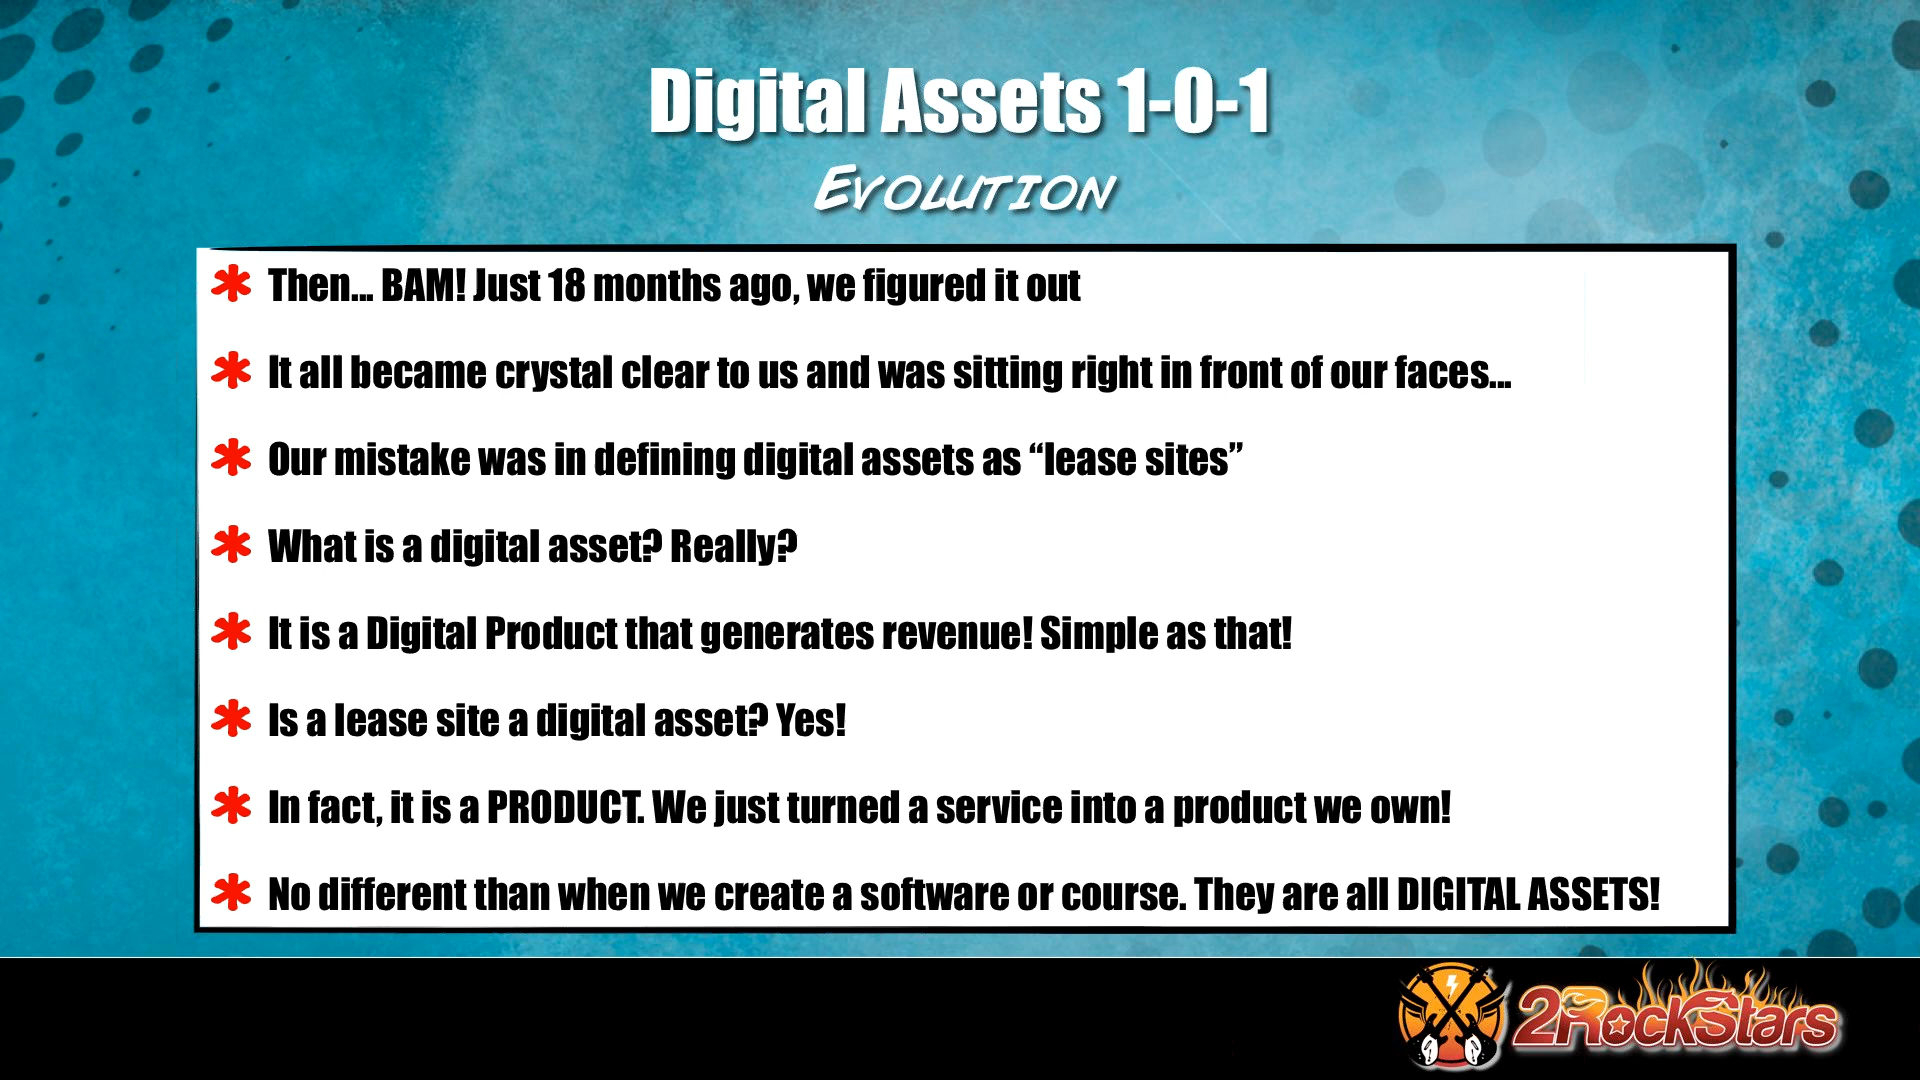 Digital Assets 1-0-1
Evolution
Then... BAM! Just 18 months ago, we figured it out
It all became crystal clear to us and was sitting right in front of our faces...
Our mistake was in defining digital assets as “lease sites”
What is a digital asset? Really?
It is a Digital Product that generates revenue! Simple as that!
Is a lease site a digital asset? Yes!
In fact, it is a PRODUCT. We just turned a service into a product we own!
No different than when we create a software or course. They are all DIGITAL ASSETS!
2RockStars